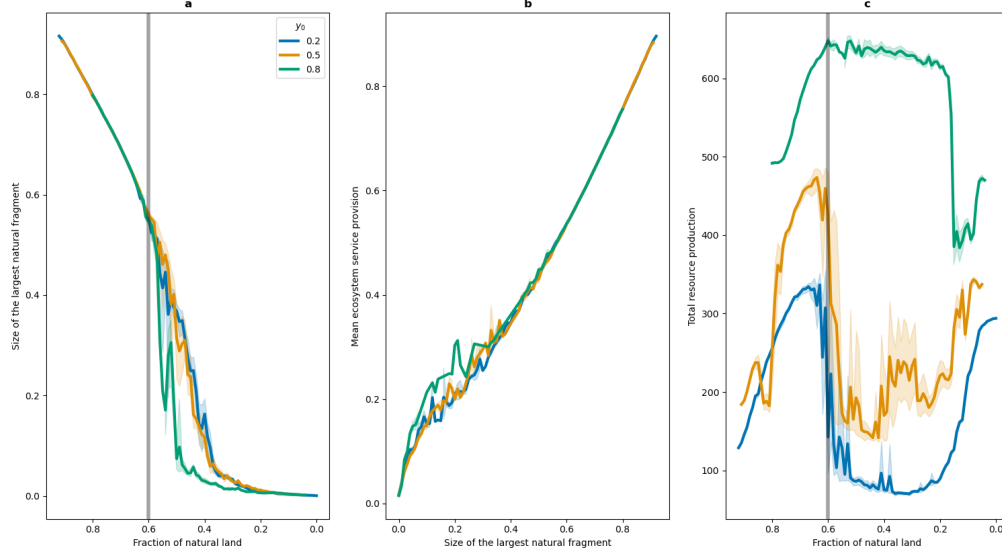 a
y₀
0.2
0.5
0.8
Size of the largest natural fragment
0.8
0.6
0.4
0.2
0.0
0.8 0.6 0.4 0.2 0.0
Fraction of natural land
b
Mean ecosystem service provision
0.8
0.6
0.4
0.2
0.0
0.0 0.2 0.4 0.6 0.8
Size of the largest natural fragment
c
Total resource production
600
500
400
300
200
100
0.8 0.6 0.4 0.2 0.0
Fraction of natural land